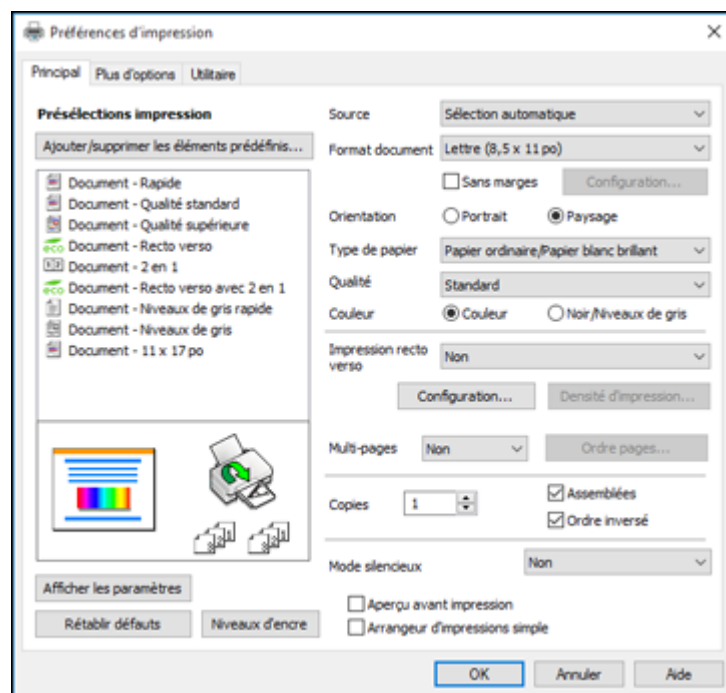 Préférences d'impression
Principal Plus d'options Utilitaire
Présélections impression
Ajouter/supprimer les éléments prédéfinis...
Document - Rapide
Document - Qualité standard
Document - Qualité supérieure
eco Document - Recto verso
Document - 2 en 1
eco Document - Recto verso avec 2 en 1
Document - Niveaux de gris rapide
Document - Niveaux de gris
Document - 11 x 17 po
Afficher les paramètres
Rétablir défauts Niveaux d'encre
Source Sélection automatique
Format document Lettre (8,5 x 11 po)
Sans marges Configuration...
Orientation Portrait Paysage
Type de papier Papier ordinaire/Papier blanc brillant
Qualité Standard
Couleur Couleur Noir/Niveaux de gris
Impression recto
verso Non
Configuration... Densité d'impression...
Multi-pages Non Ordre pages...
Copies 1 Assemblées
Ordre inversé
Mode silencieux Non
Aperçu avant impression
Arrangeur d'impressions simple
OK Annuler Aide